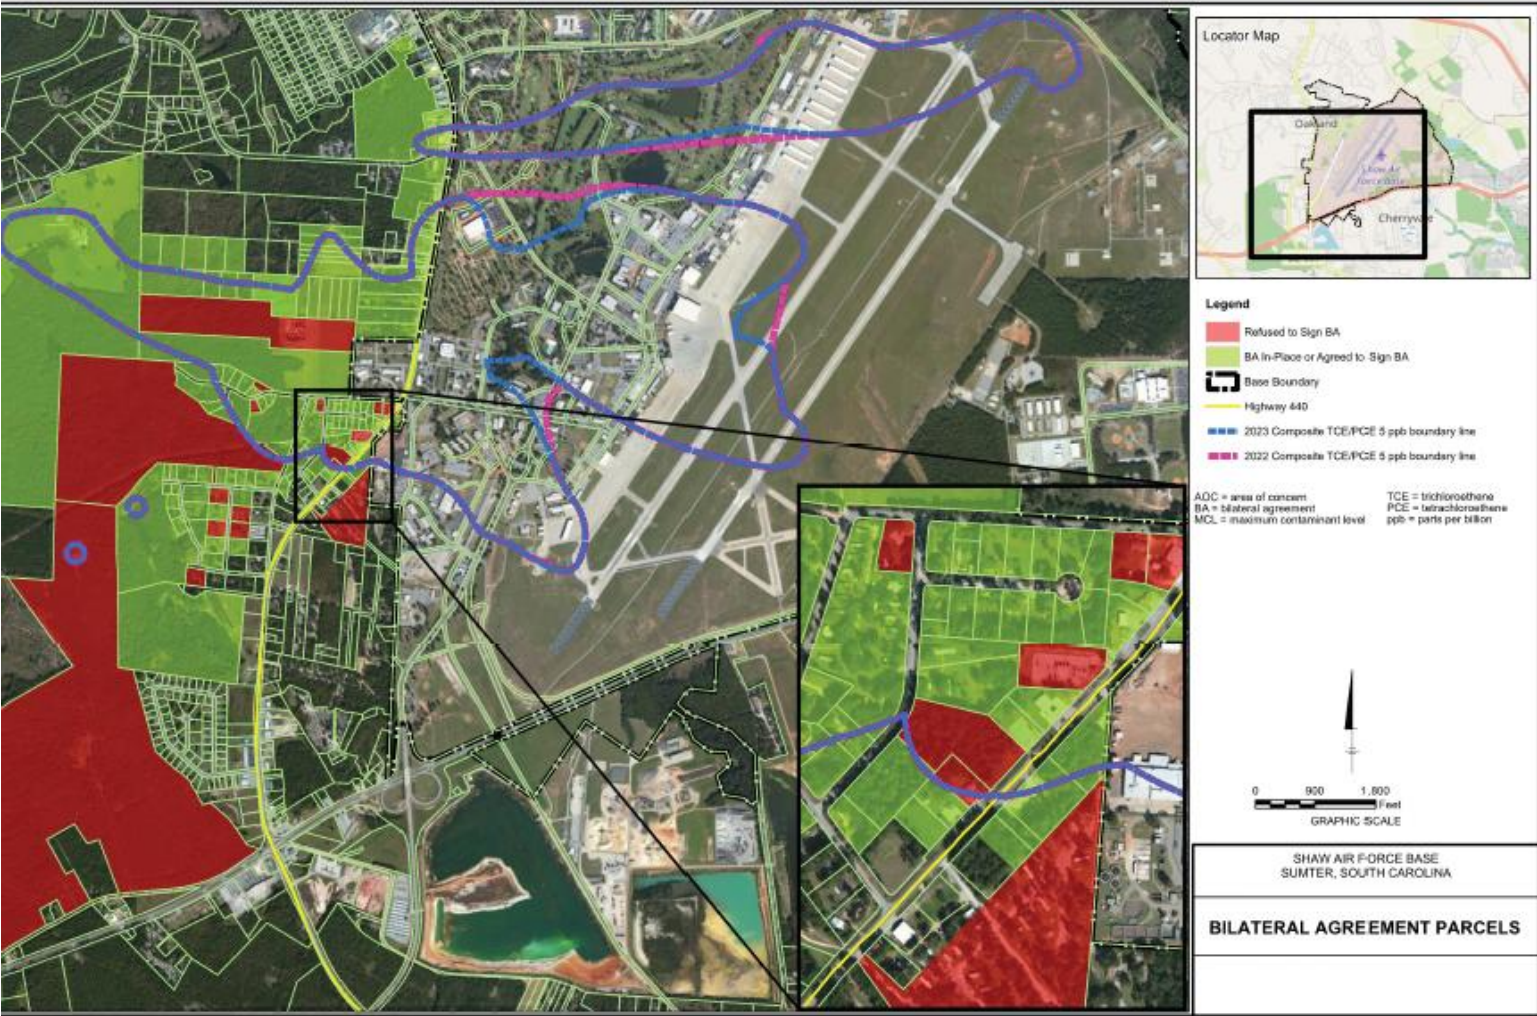 Locator Map
Oakland
Shaw Air
Force Base
Cherryvale
Legend
Refused to Sign BA
BA In-Place or Agreed to Sign BA
Base Boundary
Highway 440
2023 Composite TCE/PCE 5 ppb boundary line
2022 Composite TCE/PCE 5 ppb boundary line
AOC = area of concern
BA = bilateral agreement
MCL = maximum contaminant level
TCE = trichloroethene
PCE = tetrachloroethene
ppb = parts per billion
0 900 1,800
Feet
GRAPHIC SCALE
SHAW AIR FORCE BASE
SUMTER, SOUTH CAROLINA
BILATERAL AGREEMENT PARCELS